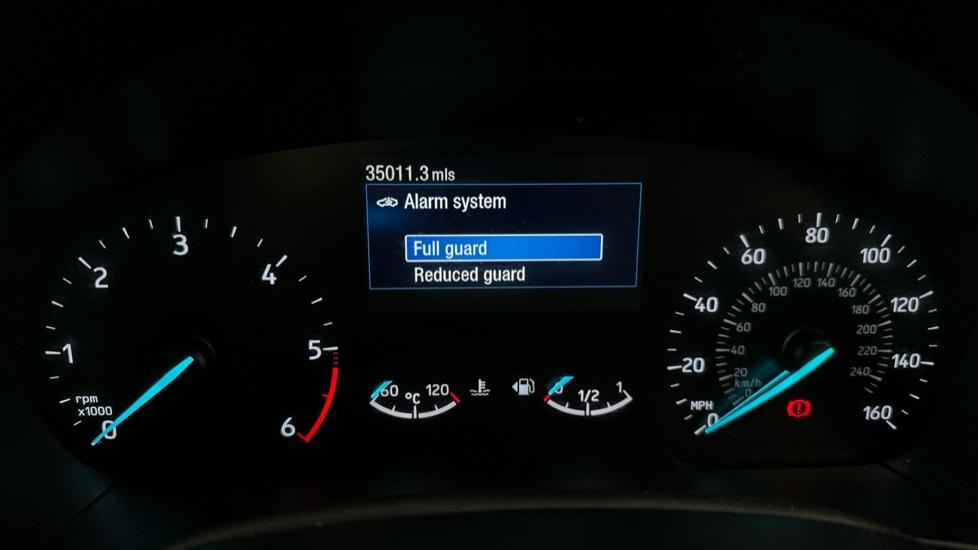 35011.3 mls
Alarm system
Full guard
Reduced guard
0 1 2 3 4 5 6
rpm
x1000
60 °C 120
0 1/2 1
0 20 40 60 80 100 120 140 160
MPH
0 20 40 60 80 100 120 140 160 180 200 220 240
km/h